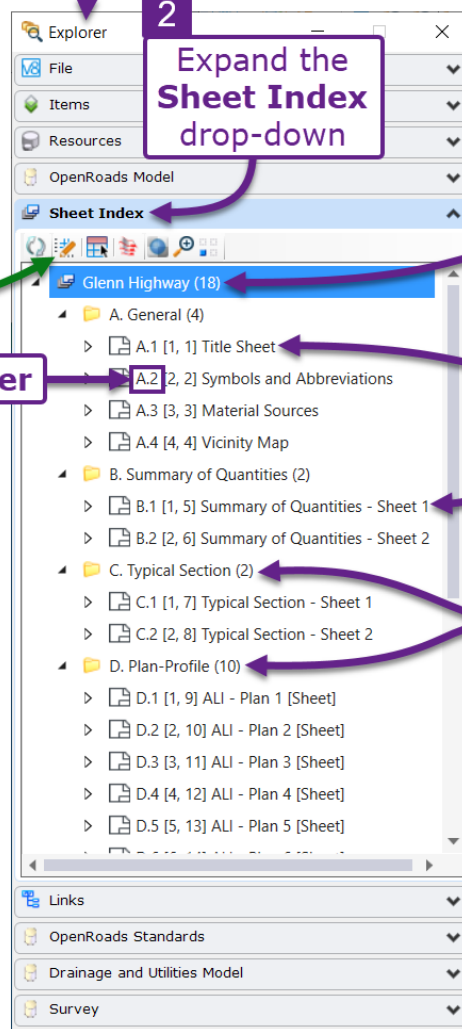 2
Explorer
Expand the
Sheet Index
drop-down
File
Items
Resources
OpenRoads Model
Sheet Index
Glenn Highway (18)
A. General (4)
A.1 [1, 1] Title Sheet
er
A.2 [2, 2] Symbols and Abbreviations
A.3 [3, 3] Material Sources
A.4 [4, 4] Vicinity Map
B. Summary of Quantities (2)
B.1 [1, 5] Summary of Quantities - Sheet 1
B.2 [2, 6] Summary of Quantities - Sheet 2
C. Typical Section (2)
C.1 [1, 7] Typical Section - Sheet 1
C.2 [2, 8] Typical Section - Sheet 2
D. Plan-Profile (10)
D.1 [1, 9] ALI - Plan 1 [Sheet]
D.2 [2, 10] ALI - Plan 2 [Sheet]
D.3 [3, 11] ALI - Plan 3 [Sheet]
D.4 [4, 12] ALI - Plan 4 [Sheet]
D.5 [5, 13] ALI - Plan 5 [Sheet]
Links
OpenRoads Standards
Drainage and Utilities Model
Survey